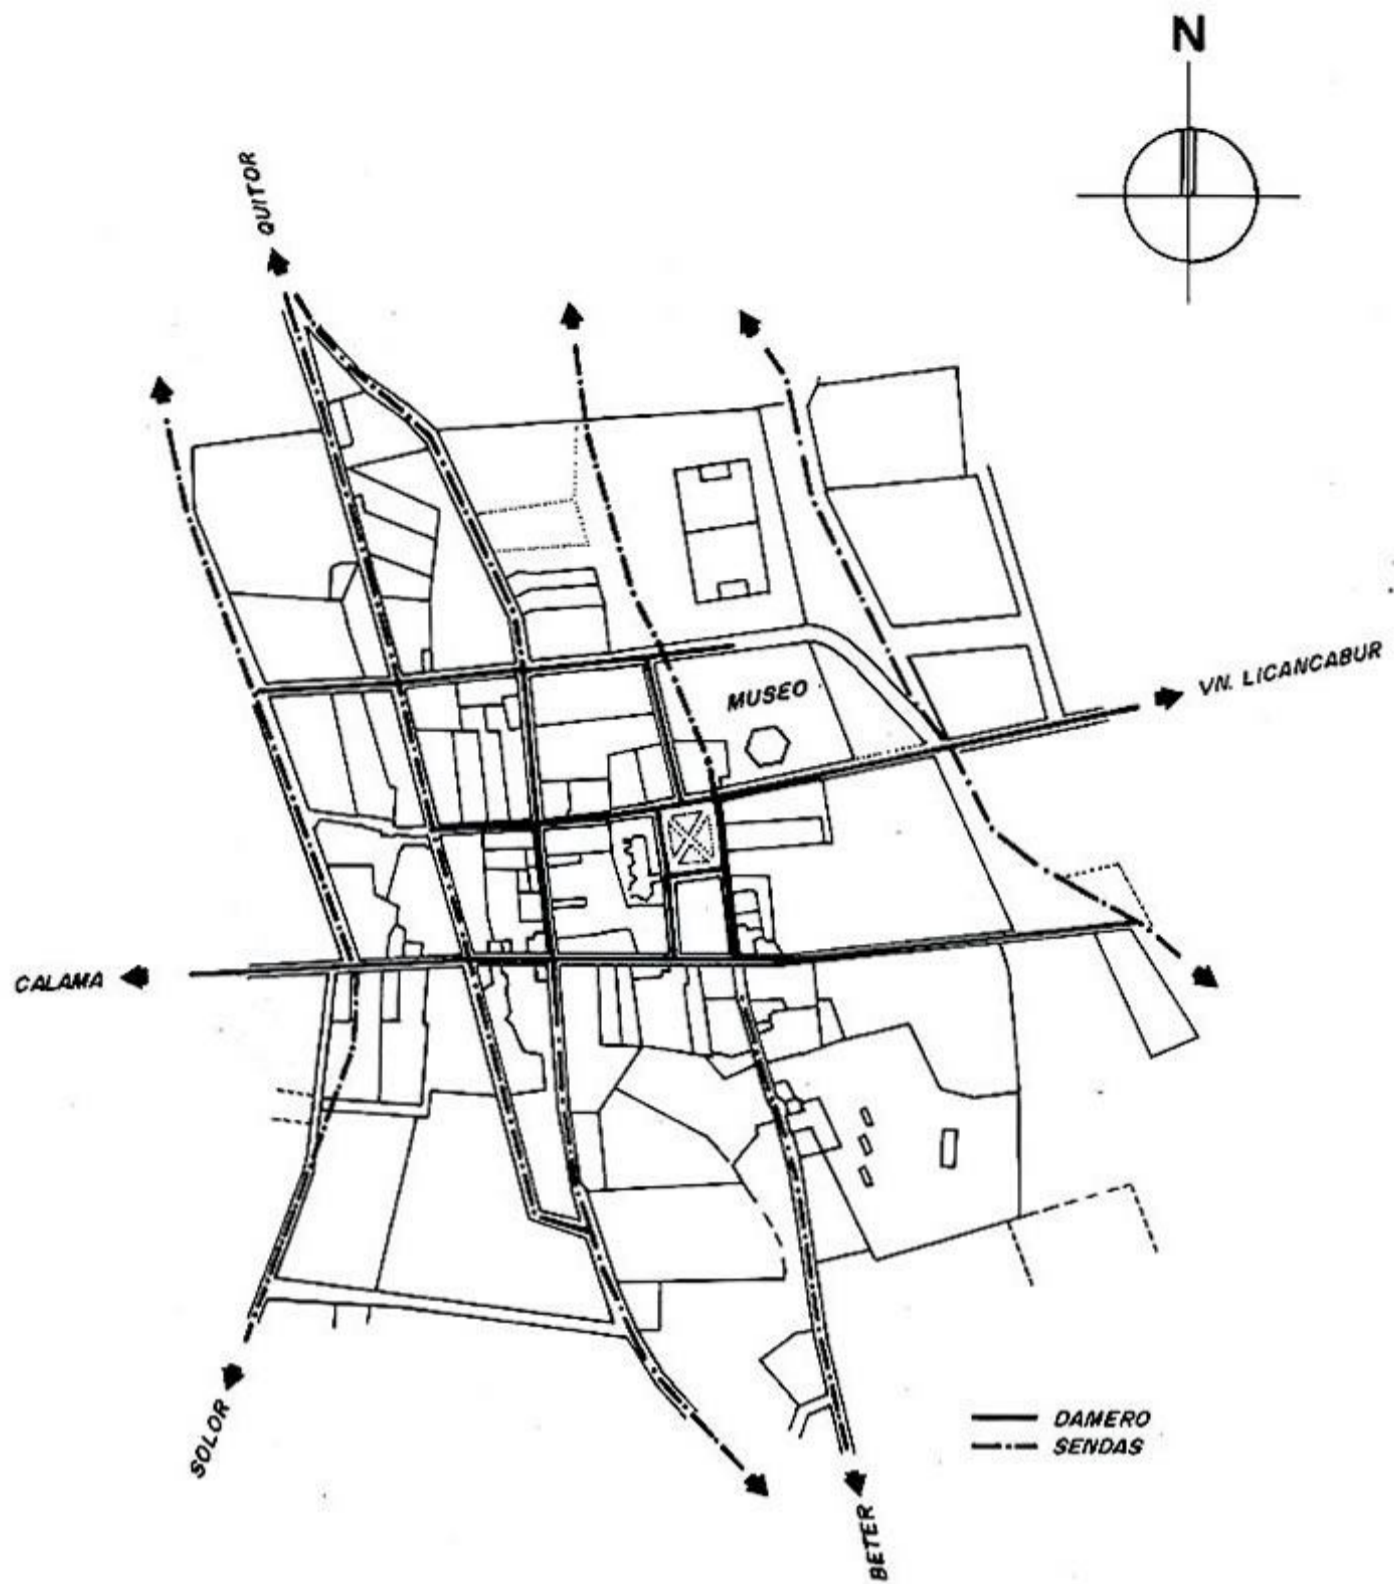 N
QUITOR
VN. LICANCABUR
MUSEO
CALAMA
SOLOR
DAMERO
SENDAS
BETER